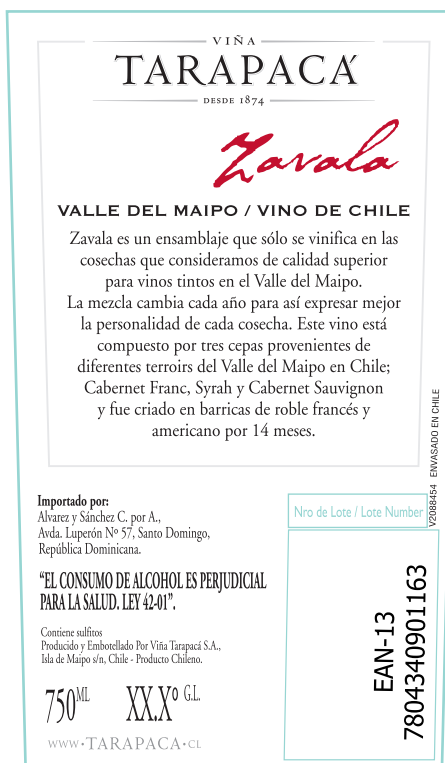 VIÑA
TARAPACÁ
DESDE 1874
Zavala
VALLE DEL MAIPO / VINO DE CHILE
Zavala es un ensamblaje que sólo se vinifica en las
cosechas que consideramos de calidad superior
para vinos tintos en el Valle del Maipo.
La mezcla cambia cada año para así expresar mejor
la personalidad de cada cosecha. Este vino está
compuesto por tres cepas provenientes de
diferentes terroirs del Valle del Maipo en Chile;
Cabernet Franc, Syrah y Cabernet Sauvignon
y fue criado en barricas de roble francés y
americano por 14 meses.
Importado por:
Alvarez y Sánchez C. por A.,
Avda. Luperón Nº 57, Santo Domingo,
República Dominicana.
“EL CONSUMO DE ALCOHOL ES PERJUDICIAL
PARA LA SALUD. LEY 42-01”.
Contiene sulfitos
Producido y Embotellado Por Viña Tarapacá S.A.,
Isla de Maipo s/n, Chile - Producto Chileno.
750ML XX.Xº G.L.
WWW•TARAPACA•CL
Nro de Lote / Lote Number
V2088454 ENVASADO EN CHILE
EAN-13
7804340901163